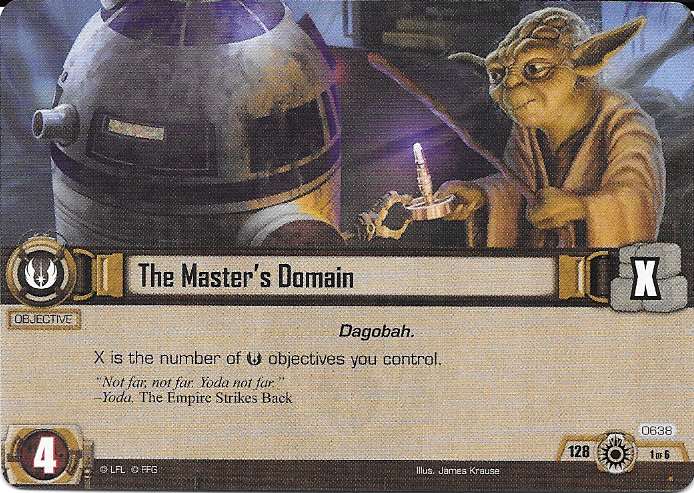 The Master's Domain
X
OBJECTIVE
Dagobah.
X is the number of objectives you control.
"Not far, not far. Yoda not far."
–Yoda. The Empire Strikes Back
4
© LFL © FFG
Illus. James Krause
128
0638
1 OF 6